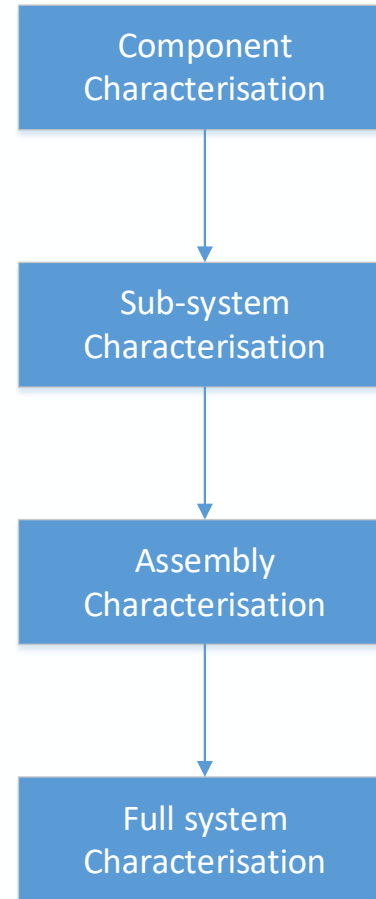 Component
Characterisation
Sub-system
Characterisation
Assembly
Characterisation
Full system
Characterisation